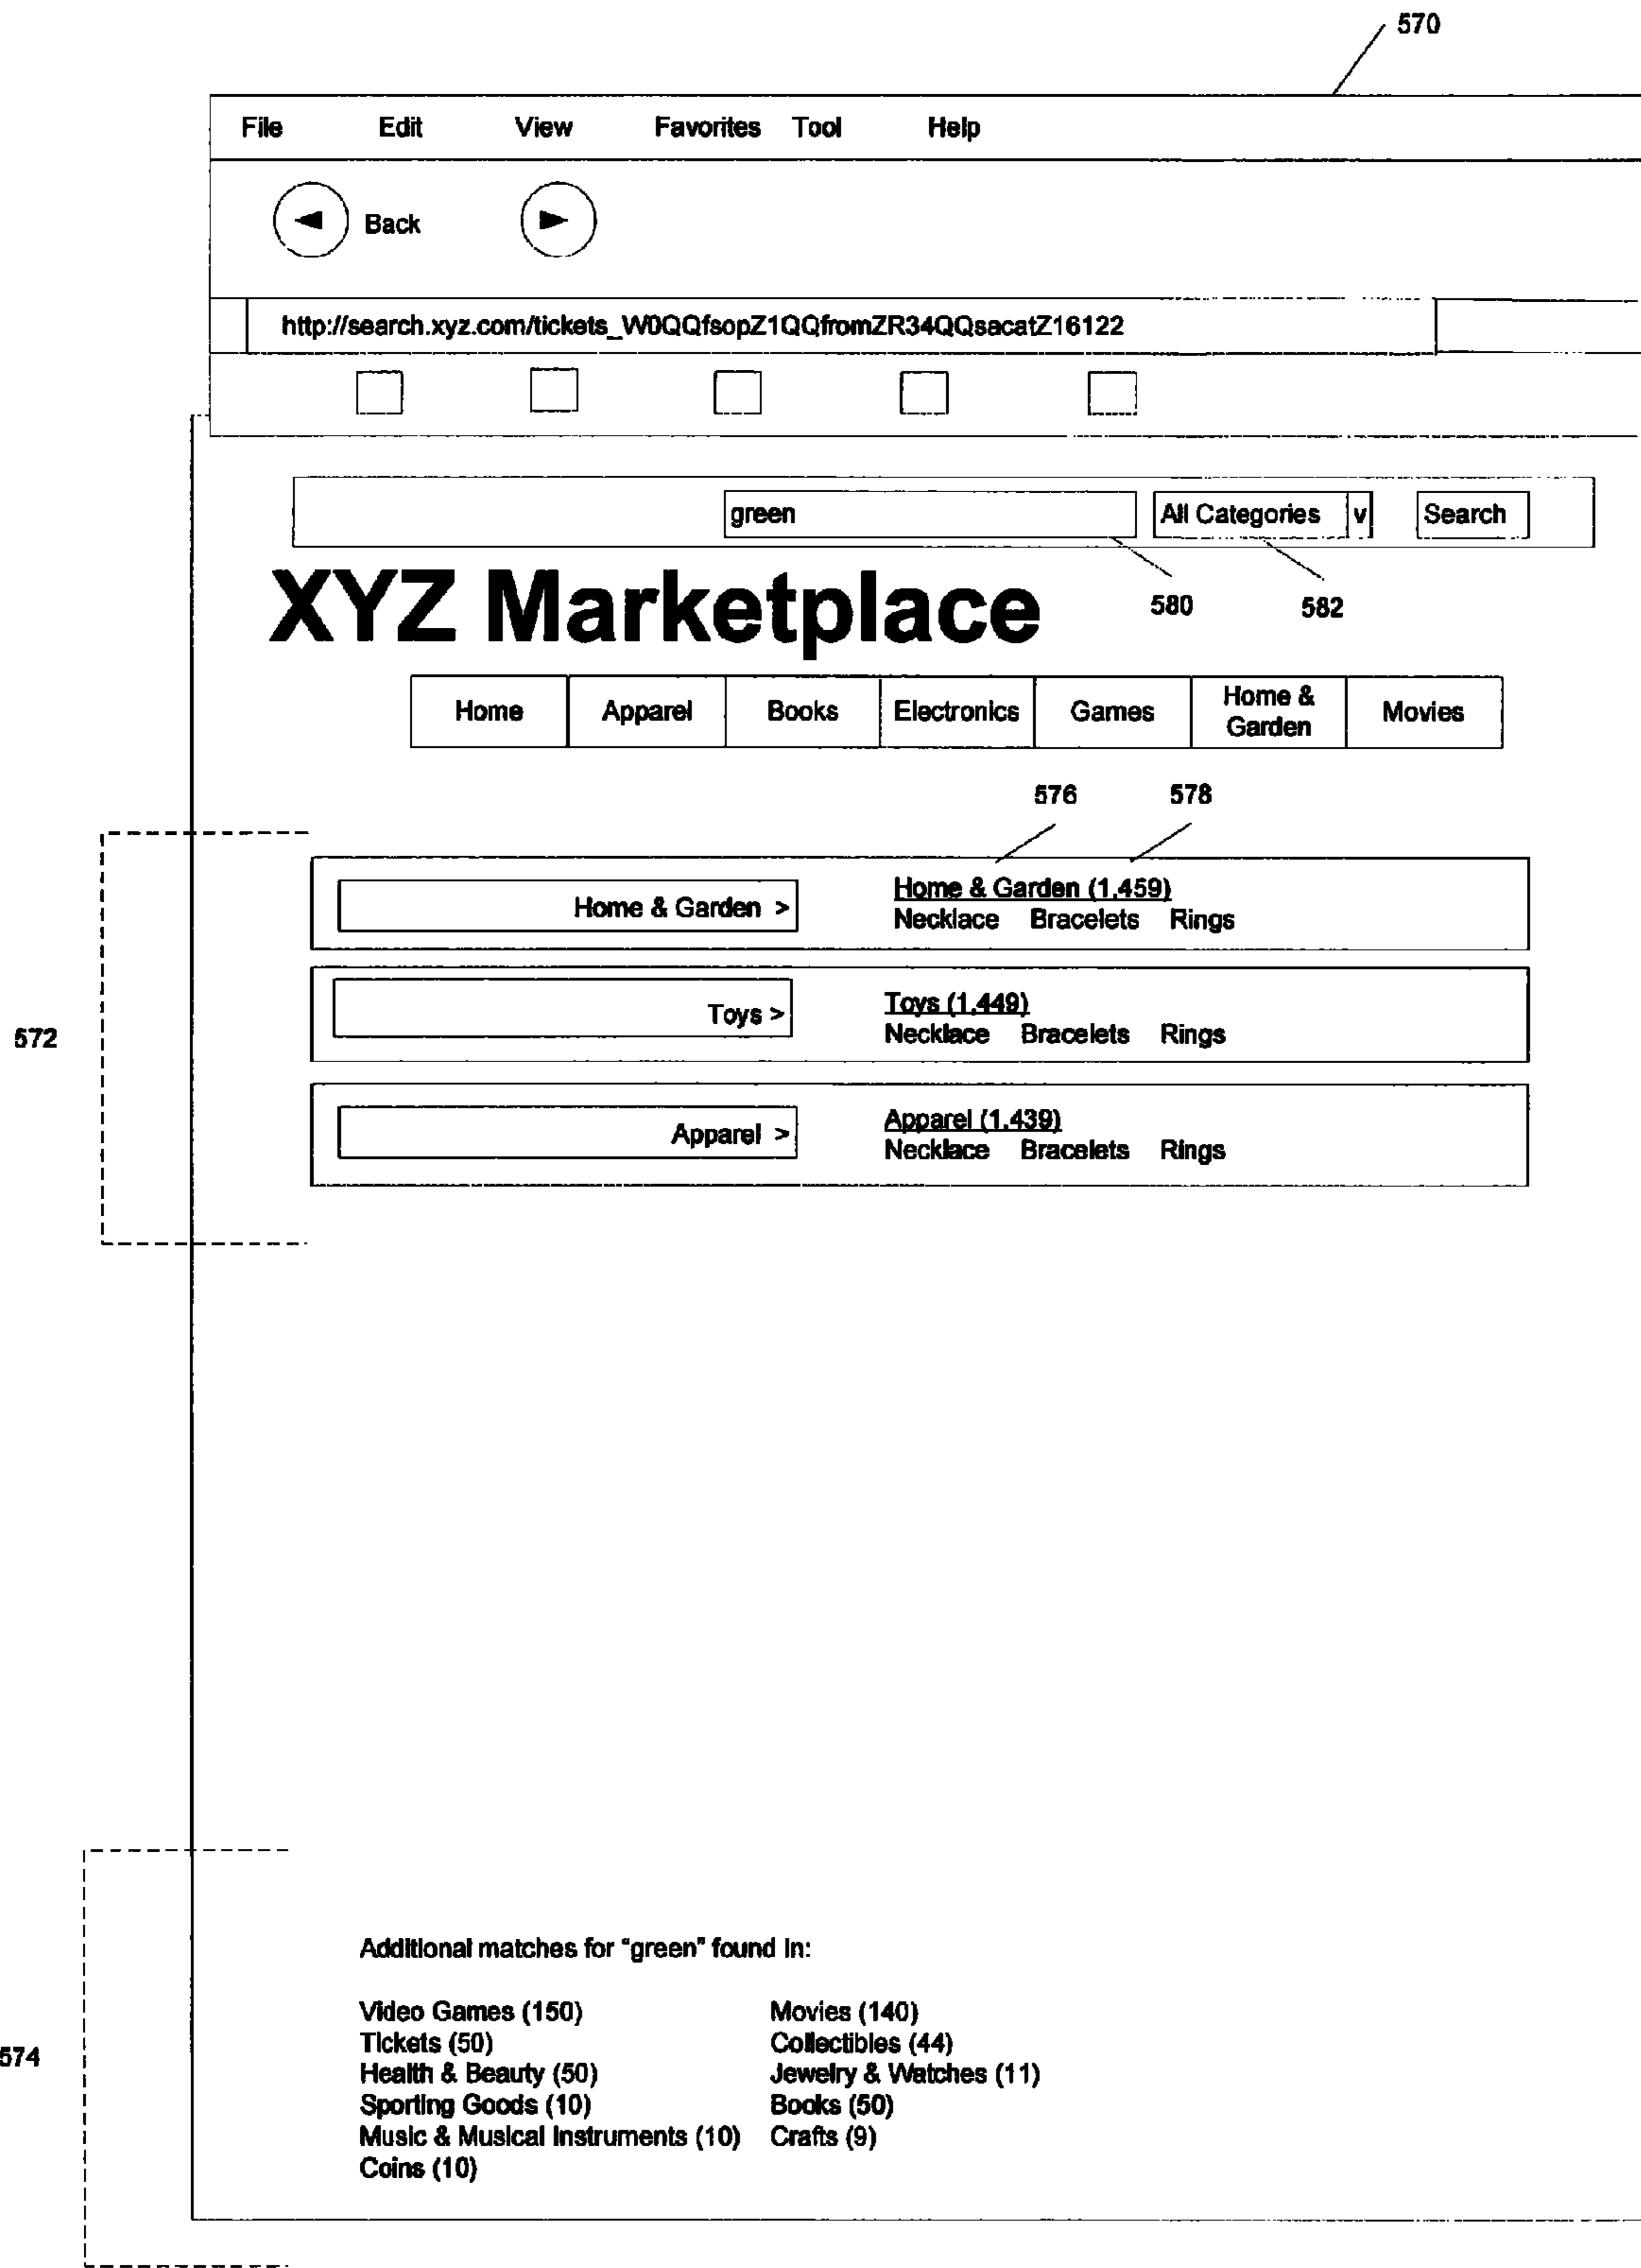 570
File Edit View Favorites Tool Help
Back
http://search.xyz.com/tickets_W0QQfsopZ1QQfromZR34QQsacatZ16122
green All Categories v Search
XYZ Marketplace
580 582
Home Apparel Books Electronics Games Home & Garden Movies
576 578
Home & Garden > Home & Garden (1,459)
Necklace Bracelets Rings
572
Toys > Toys (1,449)
Necklace Bracelets Rings
Apparel > Apparel (1,439)
Necklace Bracelets Rings
Additional matches for "green" found In:
Video Games (150) Movies (140)
Tickets (50) Collectibles (44)
574
Health & Beauty (50) Jewelry & Watches (11)
Sporting Goods (10) Books (50)
Music & Musical Instruments (10) Crafts (9)
Coins (10)